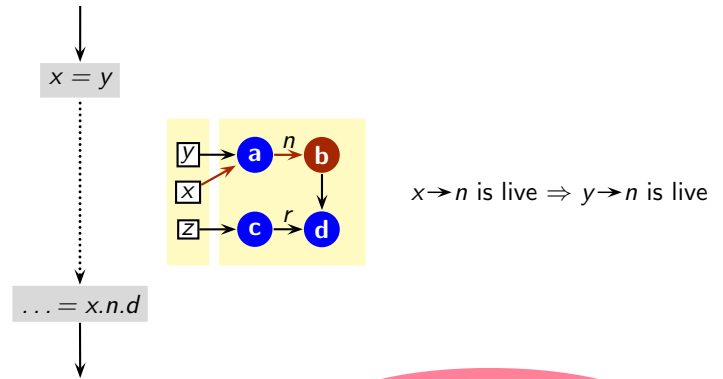 x = y
y
n
a
b
x
x→n is live ⇒ y→n is live
z
r
c
d
... = x.n.d